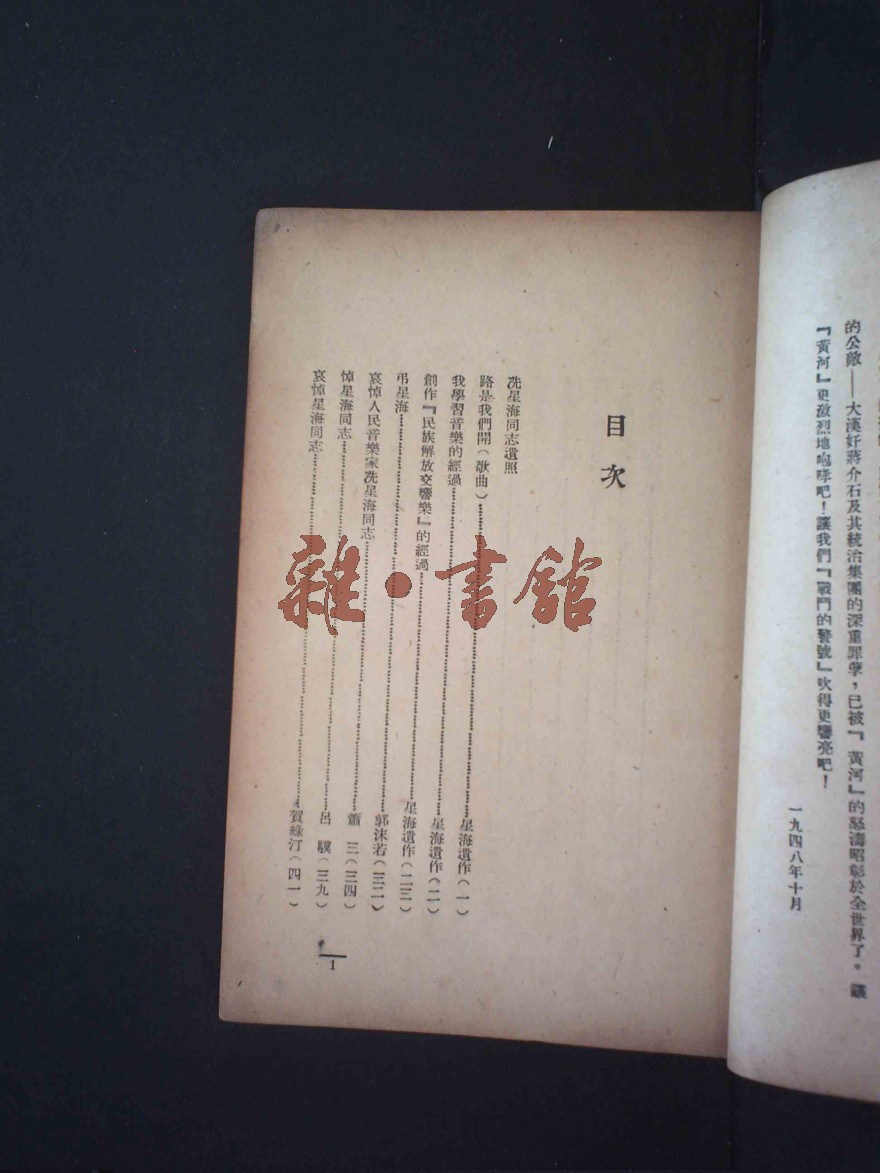 的公敵——大漢奸蔣介石及其統治集團的深重罪孽，已被『黃河』的怒濤昭彰於全世界了。讓
『黃河』更激烈地咆哮吧！讓我們『戰鬥的警號』吹得更響亮吧！
一九四八年十月
目次
冼星海同志遺照
路是我們開（歌曲）……星海遺作（一）
我學習音樂的經過……星海遺作（二）
創作『民族解放交響樂』的經過……星海遺作（二三）
弔星海……郭沫若（三二）
哀悼人民音樂家冼星海同志……蕭　三（三四）
悼星海同志……呂　驥（三九）
哀悼星海同志……賀綠汀（四一）
1
雜·書館